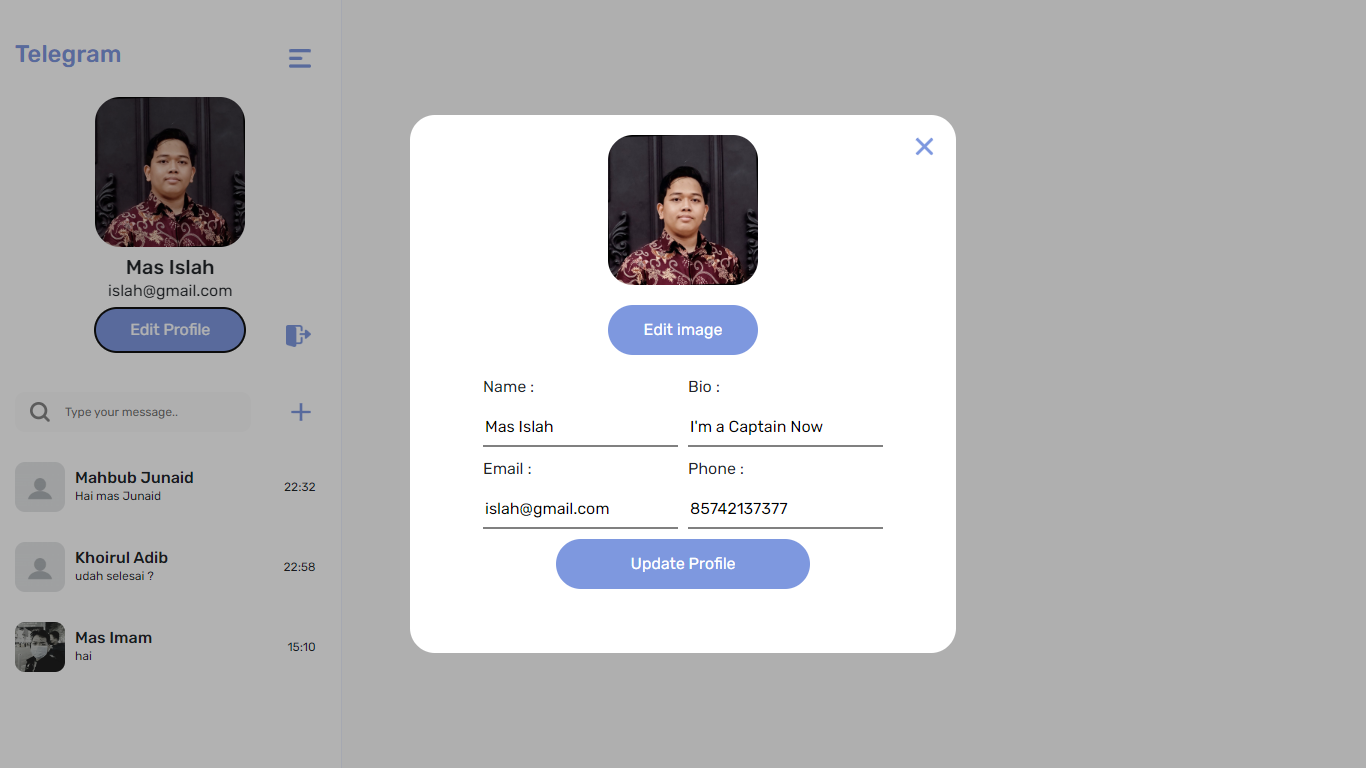 Telegram
Mas Islah
islah@gmail.com
Edit Profile
Type your message..
Mahbub Junaid
Hai mas Junaid
22:32
Khoirul Adib
udah selesai ?
22:58
Mas Imam
hai
15:10
Edit image
Name :
Bio :
Mas Islah
I'm a Captain Now
Email :
Phone :
islah@gmail.com
85742137377
Update Profile